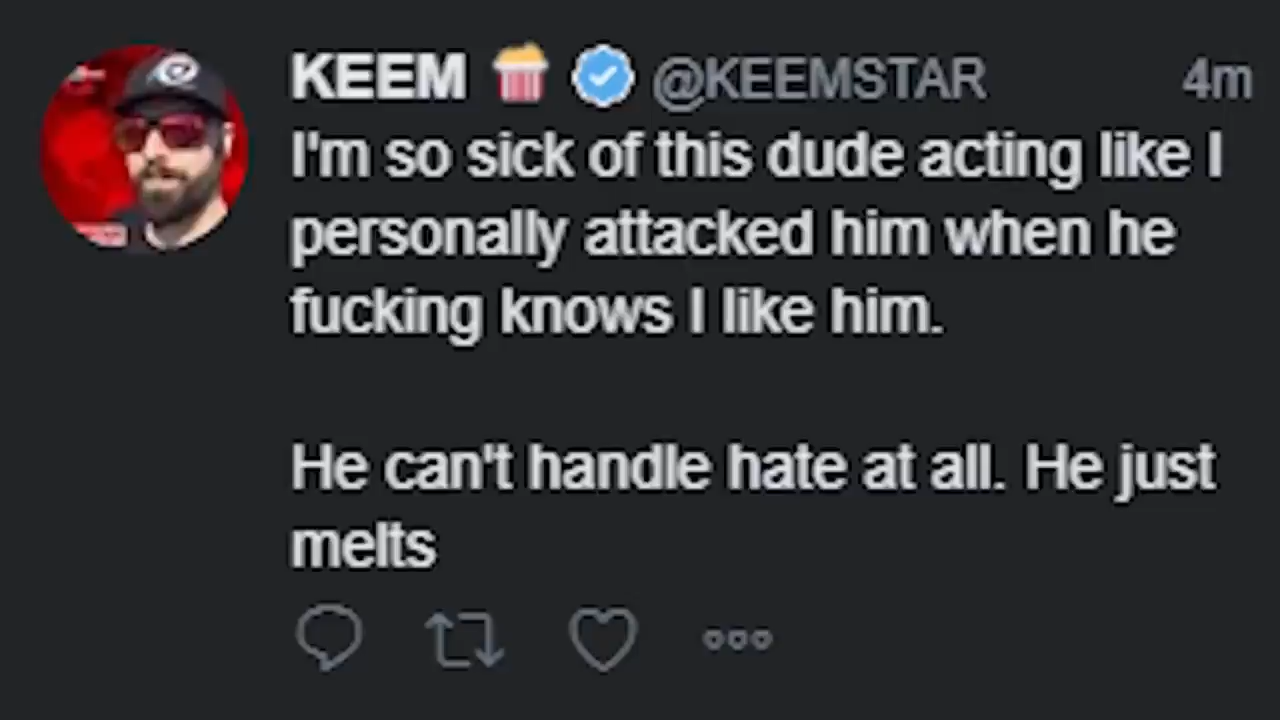 KEEM 🍿 @KEEMSTAR 4m
I'm so sick of this dude acting like I
personally attacked him when he
fucking knows I like him.
He can't handle hate at all. He just
melts